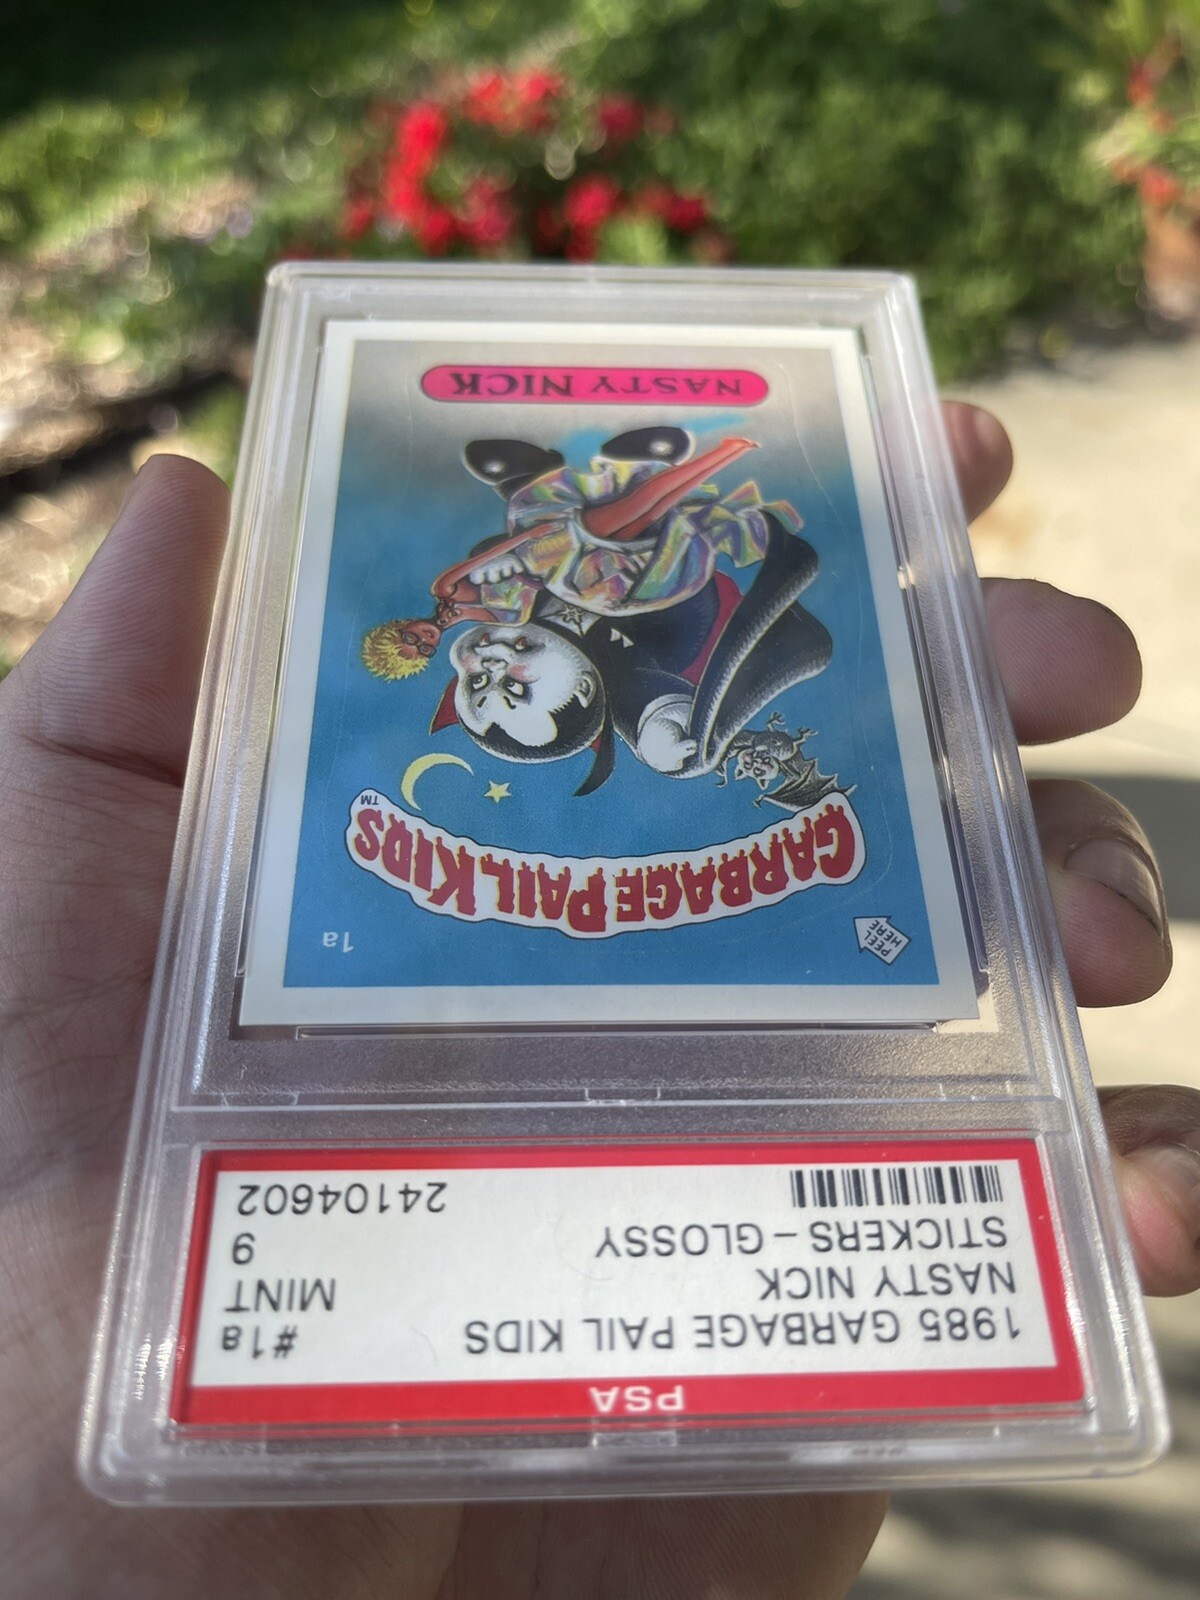 PSA
1985 GARBAGE PAIL KIDS #1a
NASTY NICK MINT
STICKERS – GLOSSY 9
24104602
PEEL
HERE
1a
GARBAGE PAIL KIDS
TM
NASTY NICK